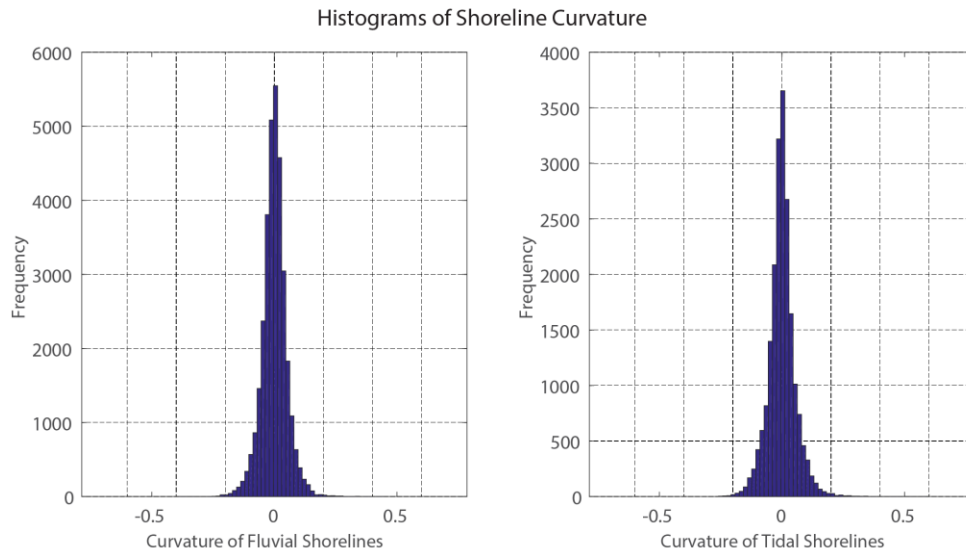 Histograms of Shoreline Curvature
6000
5000
4000
3000
2000
1000
0
Frequency
-0.5 0 0.5
Curvature of Fluvial Shorelines
4000
3500
3000
2500
2000
1500
1000
500
0
Frequency
-0.5 0 0.5
Curvature of Tidal Shorelines